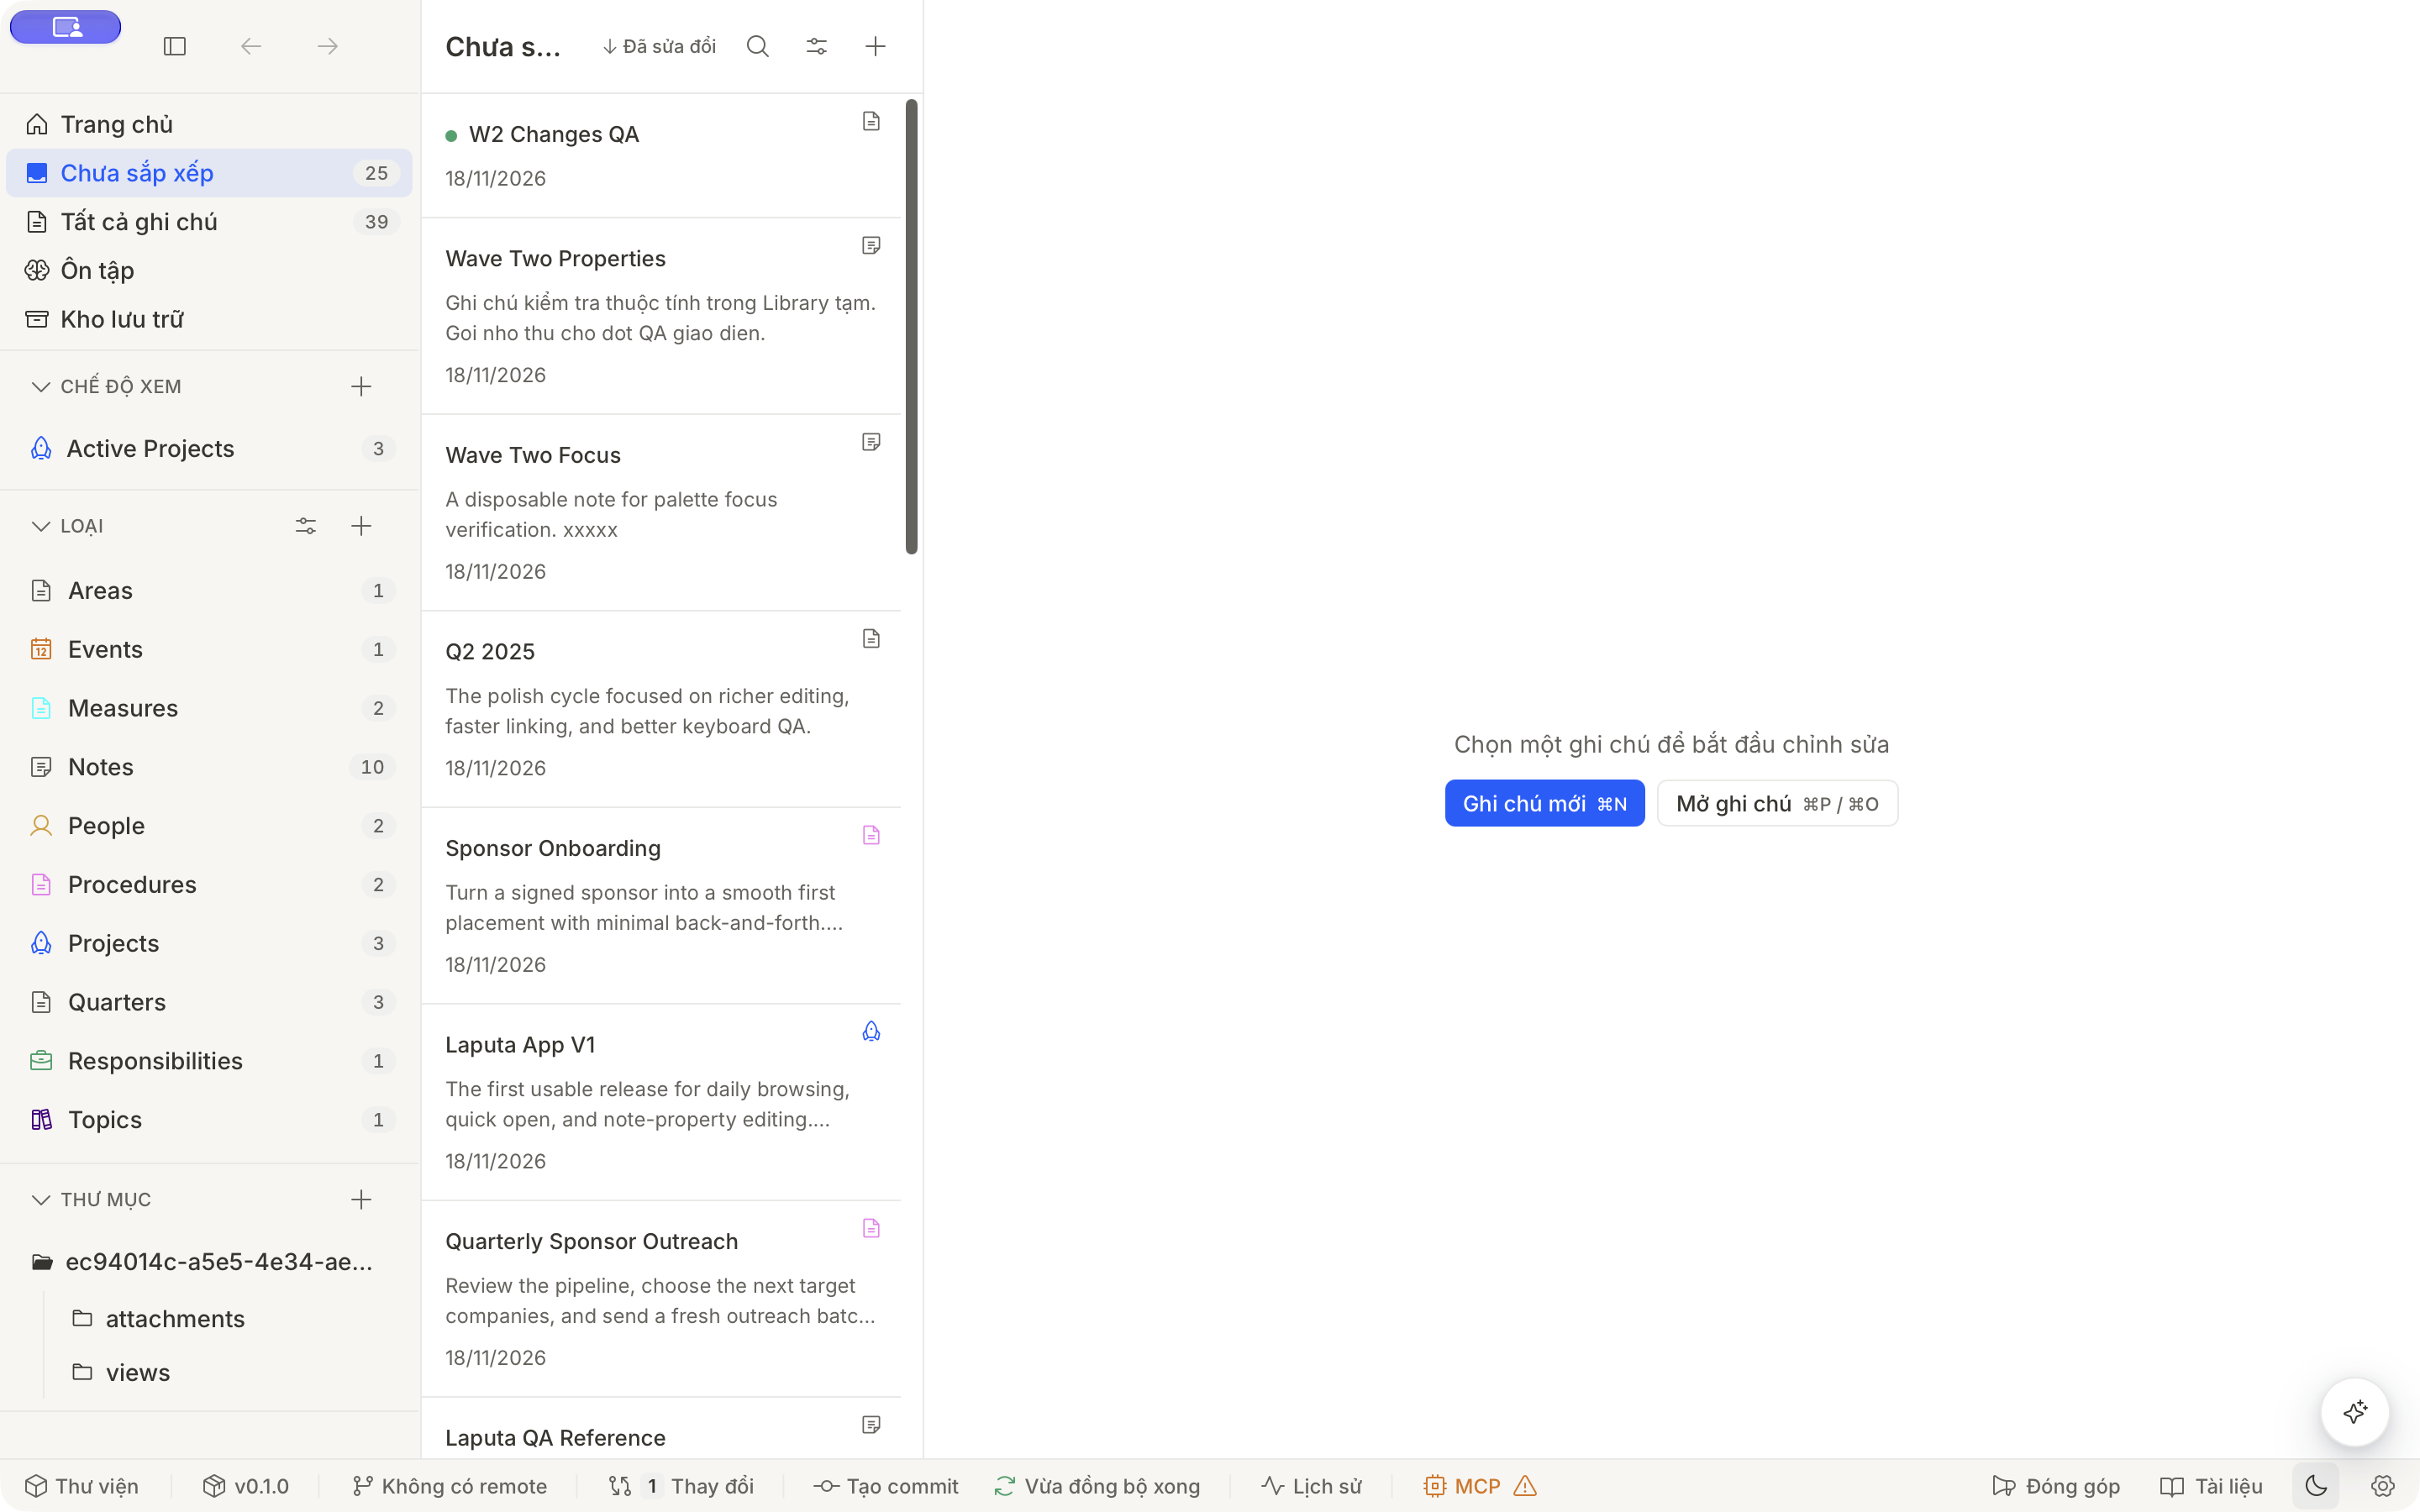 Trang chủ
Chưa sắp xếp 25
Tất cả ghi chú 39
Ôn tập
Kho lưu trữ
CHẾ ĐỘ XEM
Active Projects 3
LOẠI
Areas 1
12
Events 1
Measures 2
Notes 10
People 2
Procedures 2
Projects 3
Quarters 3
Responsibilities 1
Topics 1
THƯ MỤC
ec94014c-a5e5-4e34-ae...
attachments
views
Chưa s... Đã sửa đổi
W2 Changes QA
18/11/2026
Wave Two Properties
Ghi chú kiểm tra thuộc tính trong Library tạm.
Goi nho thu cho dot QA giao dien.
18/11/2026
Wave Two Focus
A disposable note for palette focus
verification. xxxxx
18/11/2026
Q2 2025
The polish cycle focused on richer editing,
faster linking, and better keyboard QA.
18/11/2026
Sponsor Onboarding
Turn a signed sponsor into a smooth first
placement with minimal back-and-forth....
18/11/2026
Laputa App V1
The first usable release for daily browsing,
quick open, and note-property editing....
18/11/2026
Quarterly Sponsor Outreach
Review the pipeline, choose the next target
companies, and send a fresh outreach batc...
18/11/2026
Laputa QA Reference
Chọn một ghi chú để bắt đầu chỉnh sửa
Ghi chú mới ⌘N Mở ghi chú ⌘P / ⌘O
Thư viện v0.1.0 Không có remote 1 Thay đổi Tạo commit Vừa đồng bộ xong Lịch sử MCP Đóng góp Tài liệu